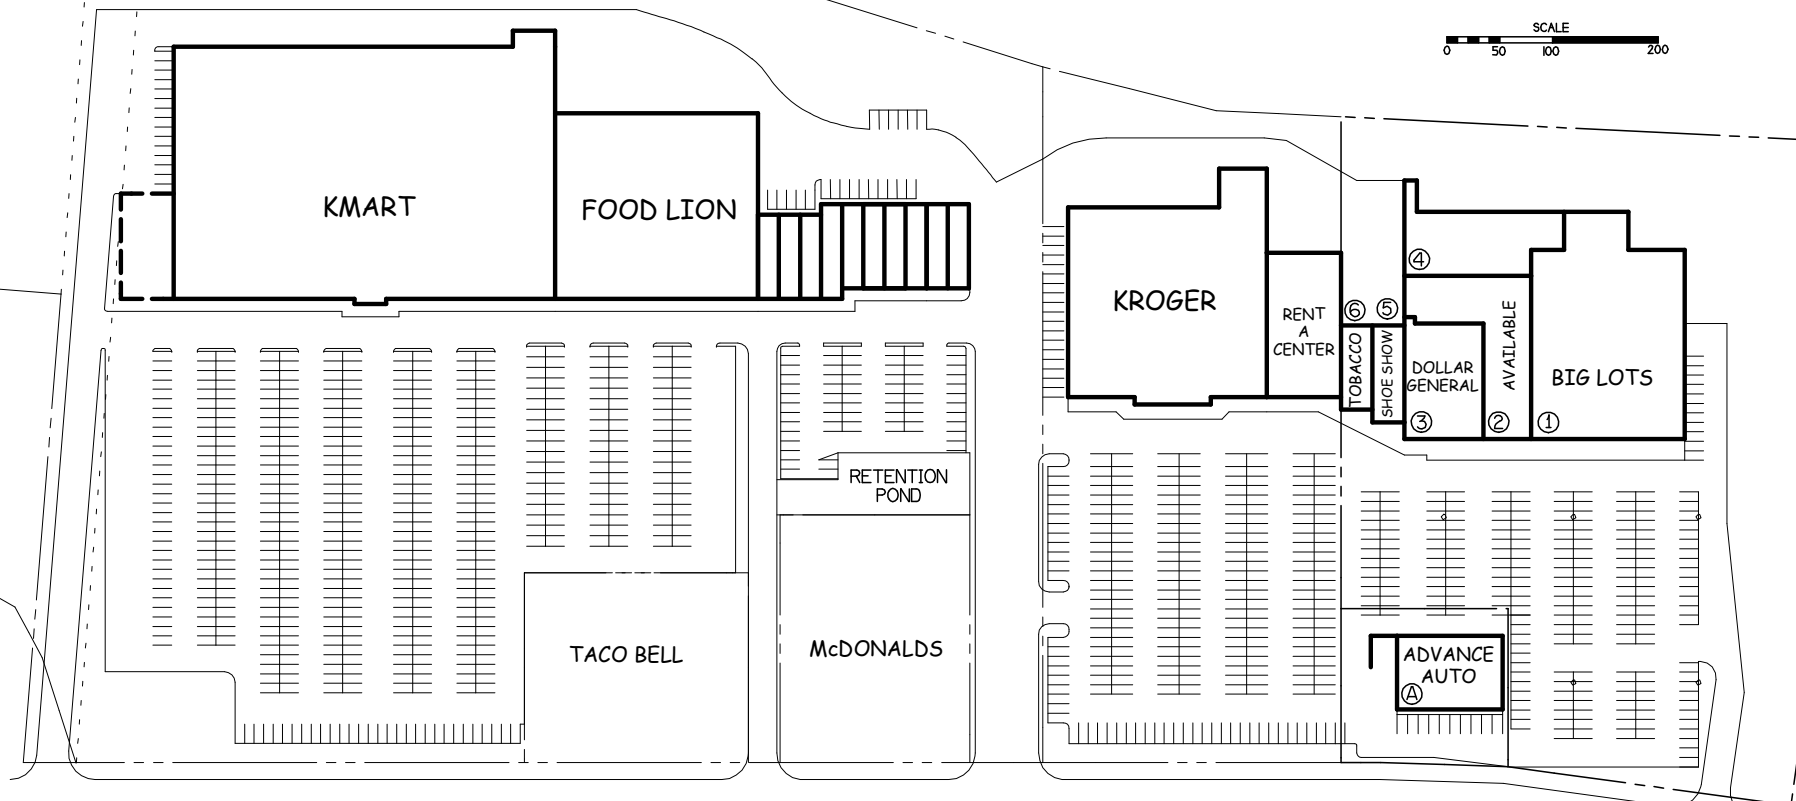 SCALE
0 50 100 200
KMART
FOOD LION
KROGER
RENT
A
CENTER
6
5
4
TOBACCO
SHOE SHOW
DOLLAR
GENERAL
3
AVAILABLE
2
BIG LOTS
1
RETENTION
POND
TACO BELL
McDONALDS
ADVANCE
AUTO
A